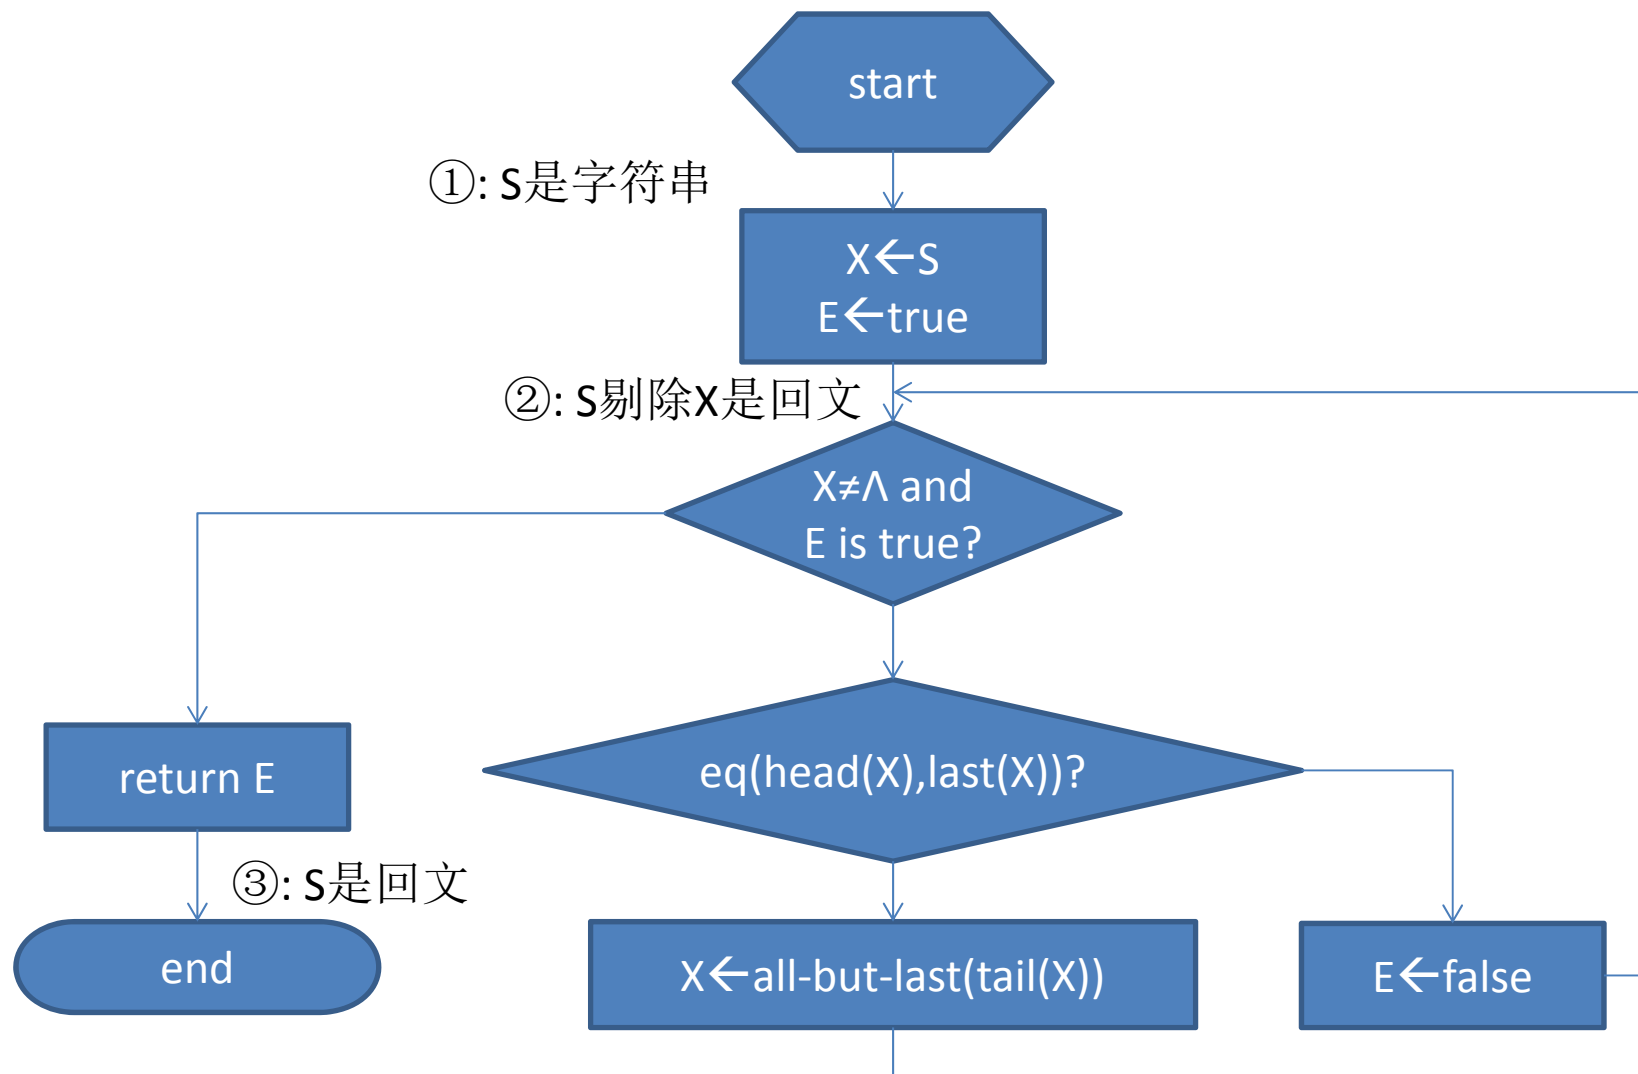 start
①: S是字符串
X←S
E←true
②: S剔除X是回文
X≠Λ and
E is true?
return E
eq(head(X),last(X))?
③: S是回文
end
X←all-but-last(tail(X))
E←false